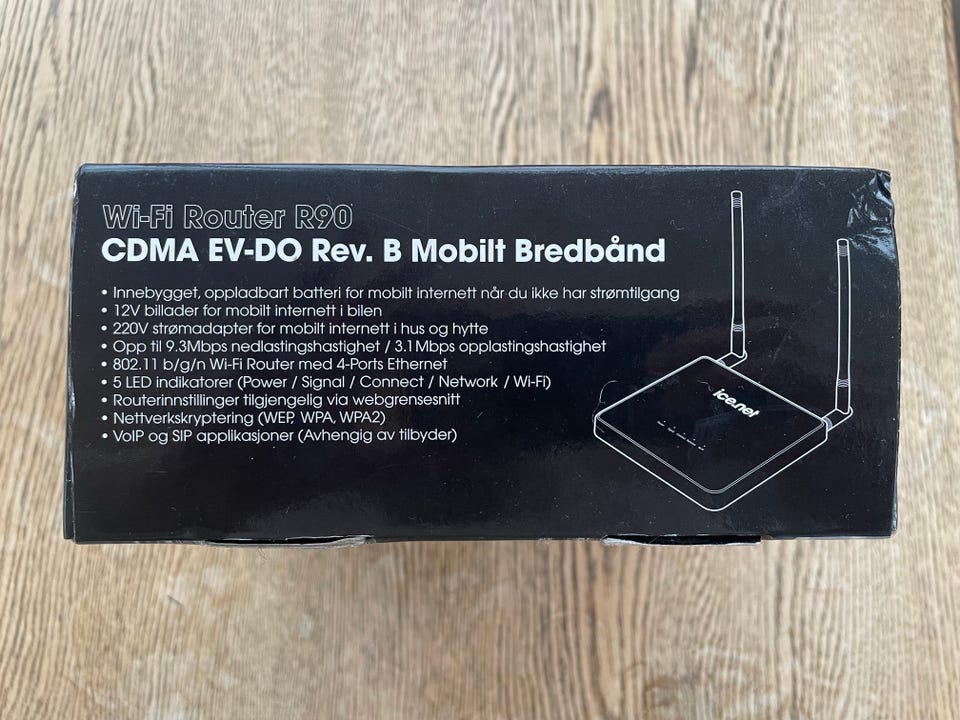 Wi-Fi Router R90
CDMA EV-DO Rev. B Mobilt Bredbånd
• Innebygget, oppladbart batteri for mobilt internett når du ikke har strømtilgang
• 12V billader for mobilt internett i bilen
• 220V strømadapter for mobilt internett i hus og hytte
• Opp til 9.3Mbps nedlastingshastighet / 3.1Mbps opplastingshastighet
• 802.11 b/g/n Wi-Fi Router med 4-Ports Ethernet
• 5 LED indikatorer (Power / Signal / Connect / Network / Wi-Fi)
• Routerinnstillinger tilgjengelig via webgrensesnitt
• Nettverkskryptering (WEP, WPA, WPA2)
• VoIP og SIP applikasjoner (Avhengig av tilbyder)
ice.net